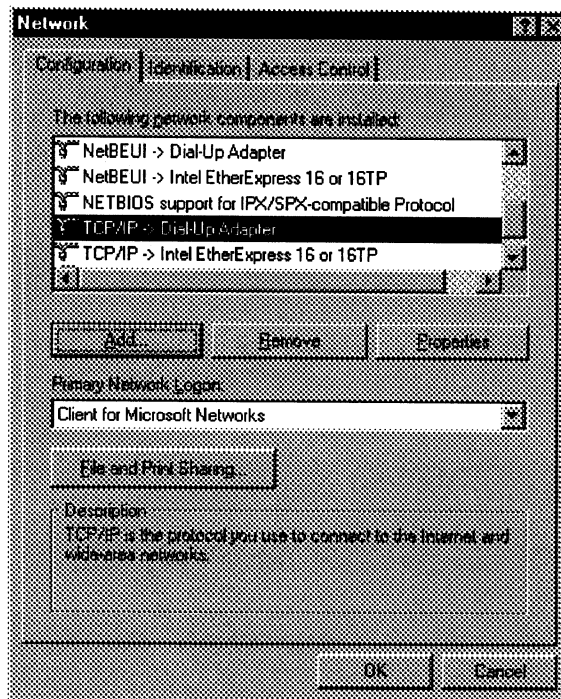 Network
Configuration Identification Access Control
The following network components are installed:
NetBEUI -> Dial-Up Adapter
NetBEUI -> Intel EtherExpress 16 or 16TP
NETBIOS support for IPX/SPX-compatible Protocol
TCP/IP -> Dial-Up Adapter
TCP/IP -> Intel EtherExpress 16 or 16TP
Add... Remove Properties
Primary Network Logon:
Client for Microsoft Networks
File and Print Sharing...
Description
TCP/IP is the protocol you use to connect to the Internet and
wide-area networks.
OK Cancel